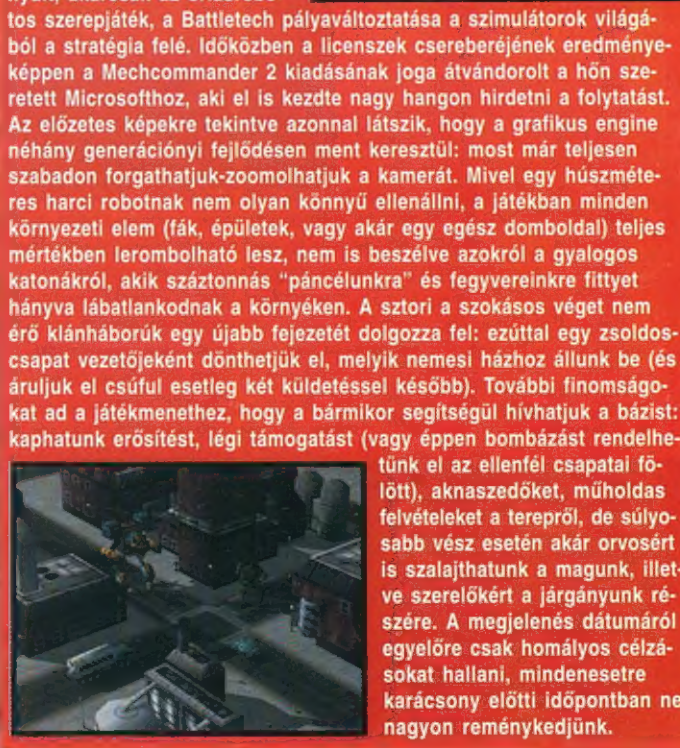 tos szerepjáték, a Battletech pályaváltoztatása a szimulátorok világá-
ból a stratégia felé. Időközben a licenszek csereberéjének eredménye-
képpen a Mechcommander 2 kiadásának joga átvándorolt a hőn sze-
retett Microsofthoz, aki el is kezdte nagy hangon hirdetni a folytatást.
Az előzetes képekre tekintve azonnal látszik, hogy a grafikus engine
néhány generációnyi fejlődésen ment keresztül: most már teljesen
szabadon forgathatjuk-zoomolhatjuk a kamerát. Mivel egy húszméte-
res harci robotnak nem olyan könnyű ellenállni, a játékban minden
környezeti elem (fák, épületek, vagy akár egy egész domboldal) teljes
mértékben lerombolható lesz, nem is beszélve azokról a gyalogos
katonákról, akik száztonnás "páncélunkra" és fegyvereinkre fittyet
hányva lábatlankodnak a környéken. A sztori a szokásos véget nem
érő klánháborúk egy újabb fejezetét dolgozza fel: ezúttal egy zsoldos-
csapat vezetőjeként dönthetjük el, melyik nemesi házhoz állunk be (és
áruljuk el csúful esetleg két küldetéssel később). További finomságo-
kat ad a játékmenethez, hogy a bármikor segítségül hívhatjuk a bázist:
kaphatunk erősítést, légi támogatást (vagy éppen bombázást rendelhe-
tünk el az ellenfél csapatai fö-
lött), aknaszedőket, műholdas
felvételeket a terepről, de súlyo-
sabb vész esetén akár orvosért
is szalajthatunk a magunk, illet-
ve szerelőkért a járgányunk ré-
szére. A megjelenés dátumáról
egyelőre csak homályos célzá-
sokat hallani, mindenesetre
karácsony előtti időpontban ne
nagyon reménykedjünk.